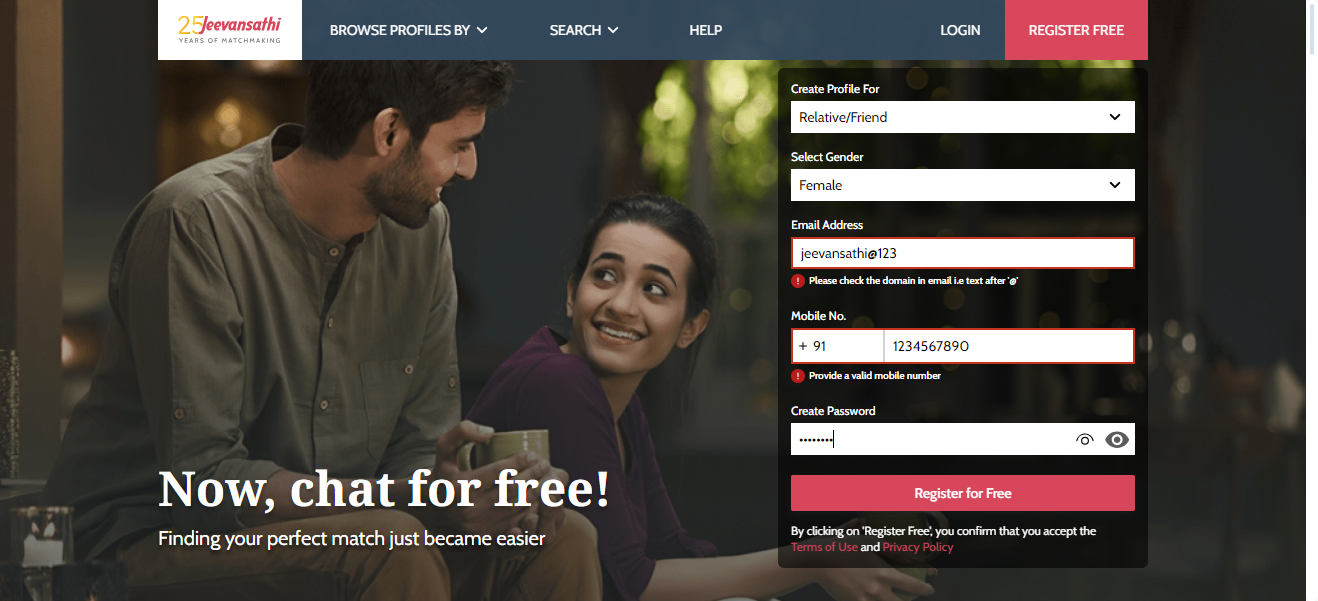 25 Jeevansathi
YEARS OF MATCHMAKING
BROWSE PROFILES BY
SEARCH
HELP
LOGIN
REGISTER FREE
Create Profile For
Relative/Friend
Select Gender
Female
Email Address
jeevansathi@123
! Please check the domain in email i.e text after '@'
Mobile No.
+ 91 1234567890
! Provide a valid mobile number
Create Password
••••••••
Register for Free
By clicking on 'Register Free', you confirm that you accept the
Terms of Use and Privacy Policy
Now, chat for free!
Finding your perfect match just became easier